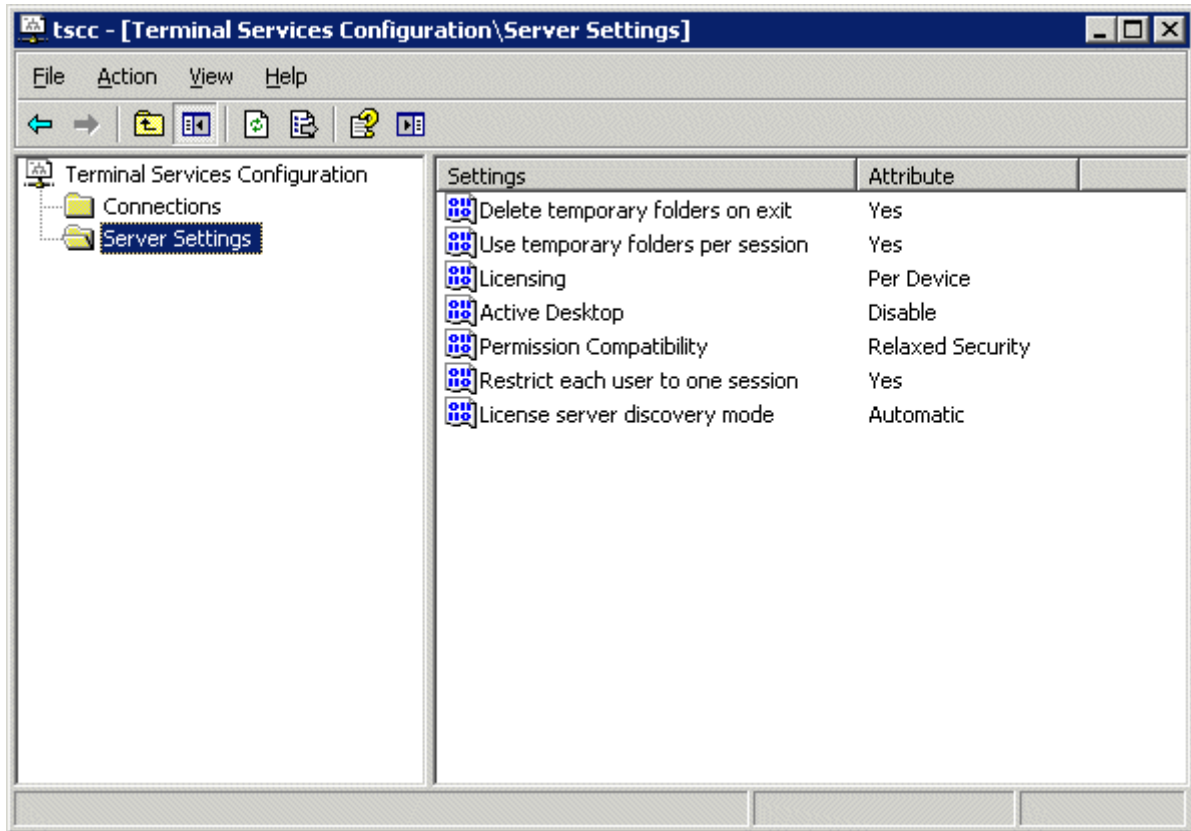 tscc - [Terminal Services Configuration\Server Settings]
File Action View Help
Terminal Services Configuration
Connections
Server Settings
Settings Attribute
Delete temporary folders on exit Yes
Use temporary folders per session Yes
Licensing Per Device
Active Desktop Disable
Permission Compatibility Relaxed Security
Restrict each user to one session Yes
License server discovery mode Automatic